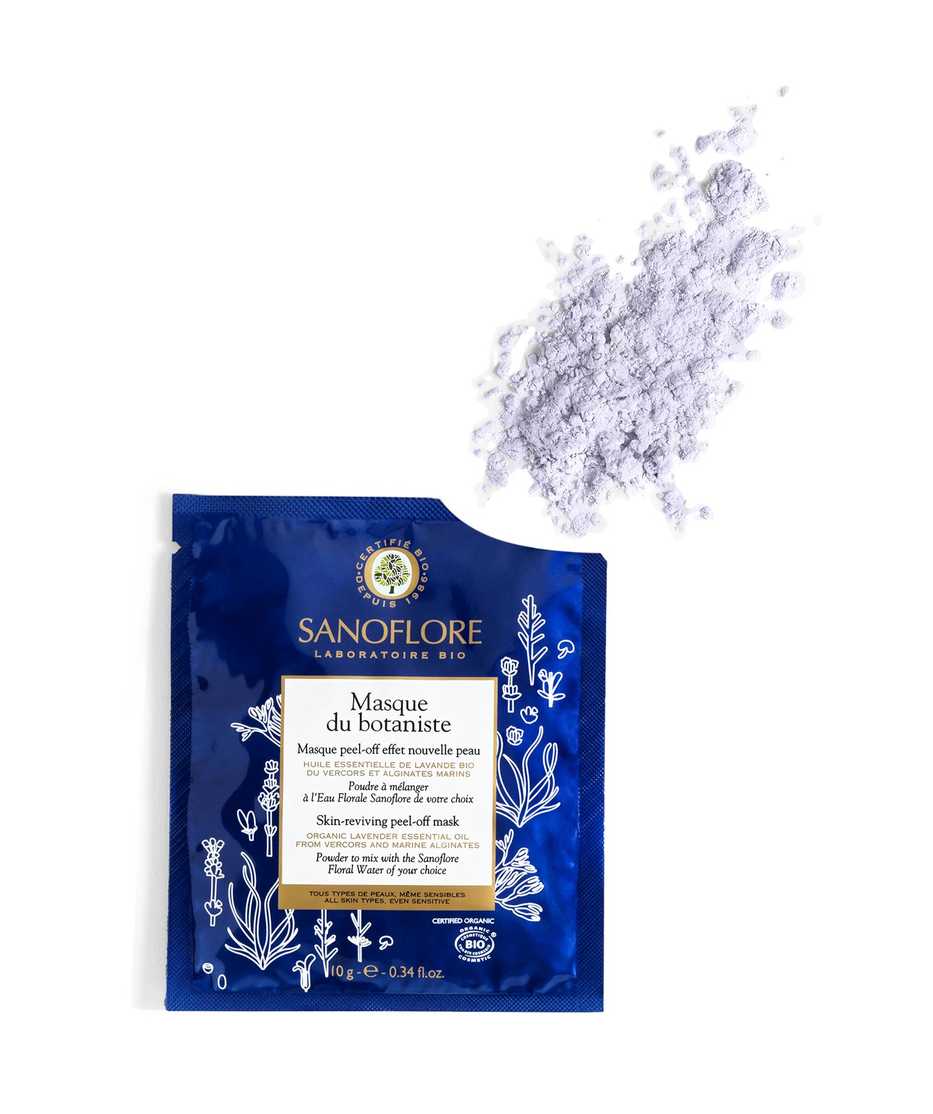 CERTIFIÉ BIO
DEPUIS 1986
SANOFLORE
LABORATOIRE BIO
Masque
du botaniste
Masque peel-off effet nouvelle peau
HUILE ESSENTIELLE DE LAVANDE BIO
DU VERCORS ET ALGINATES MARINS
Poudre à mélanger
à l'Eau Florale Sanoflore de votre choix
Skin-reviving peel-off mask
ORGANIC LAVENDER ESSENTIAL OIL
FROM VERCORS AND MARINE ALGINATES
Powder to mix with the Sanoflore
Floral Water of your choice
TOUS TYPES DE PEAUX, MÊME SENSIBLES
ALL SKIN TYPES, EVEN SENSITIVE
CERTIFIED ORGANIC
ORGANIC
COSMETIQUE
BIO
COSMETIC
10 g - e - 0.34 fl.oz.